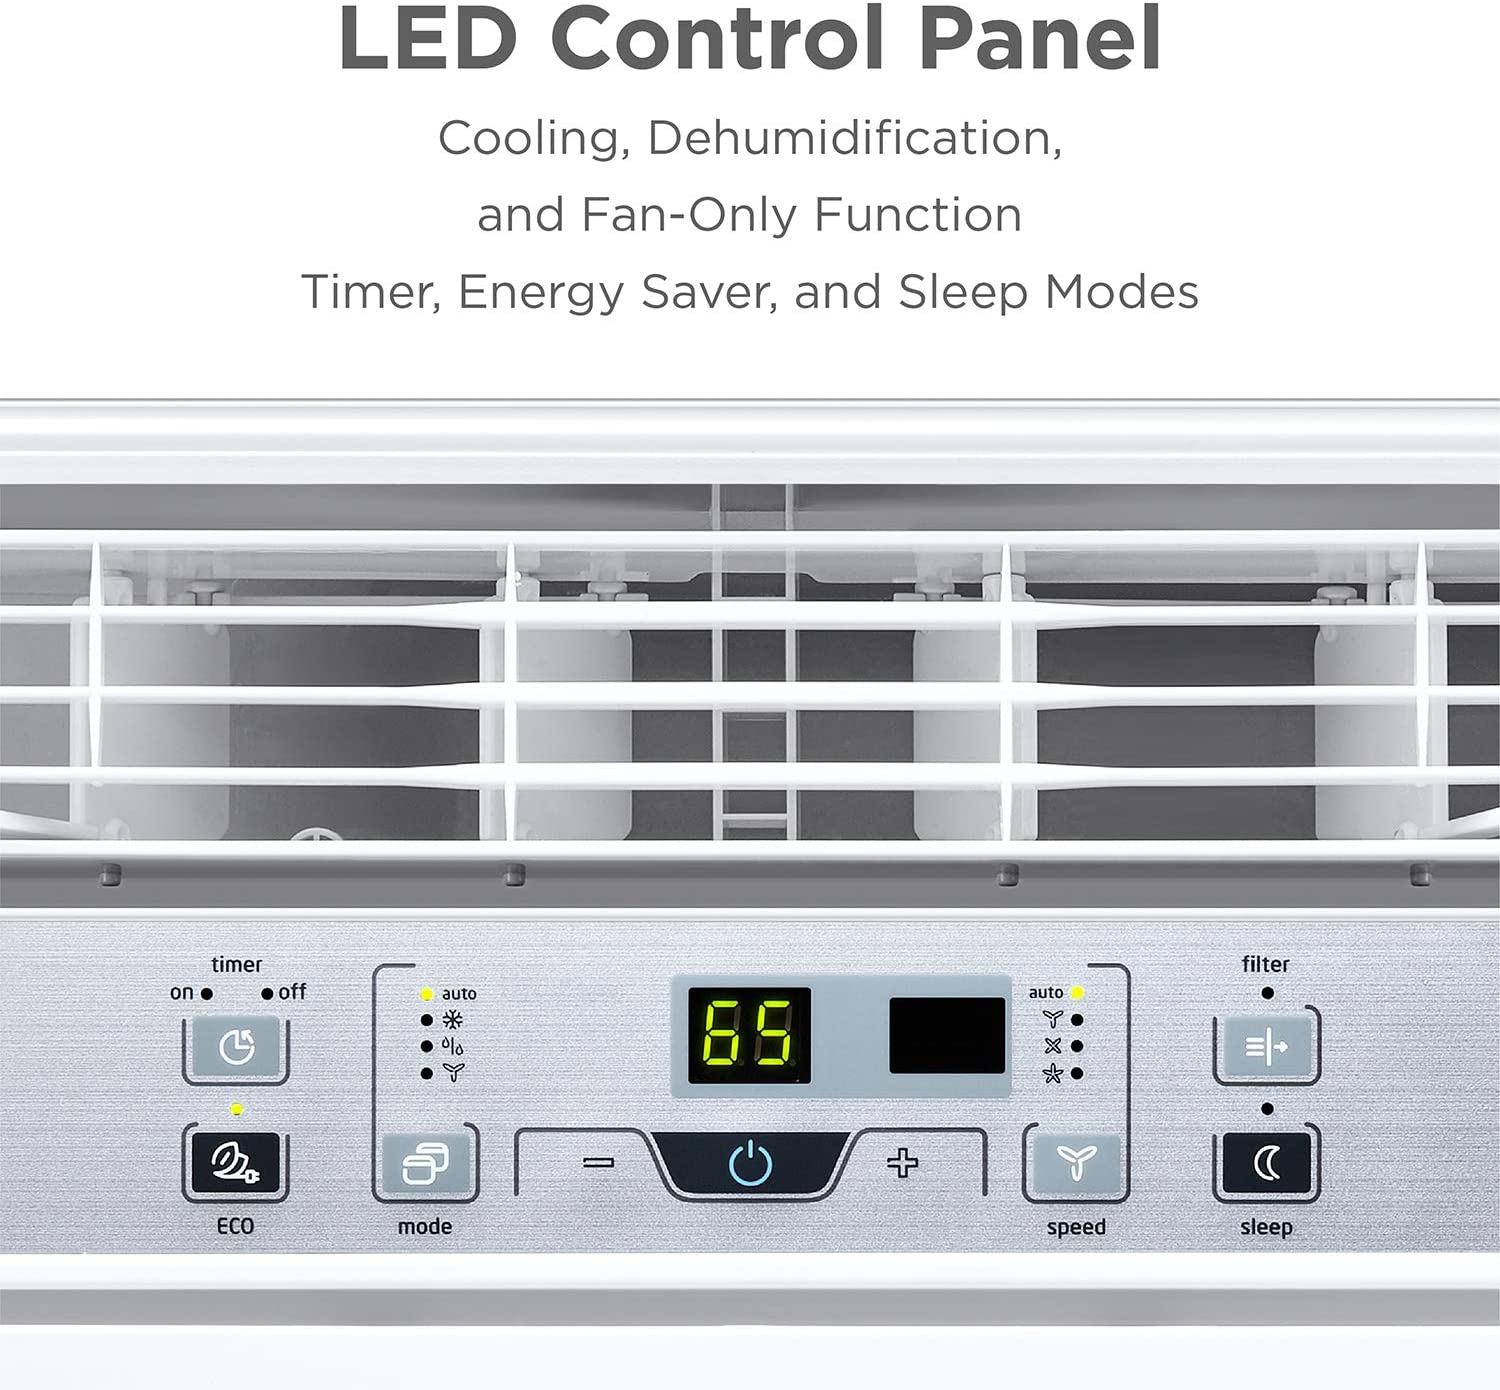 LED Control Panel
Cooling, Dehumidification,
and Fan-Only Function
Timer, Energy Saver, and Sleep Modes
timer
on off
auto
65
auto
filter
ECO
mode
speed
sleep